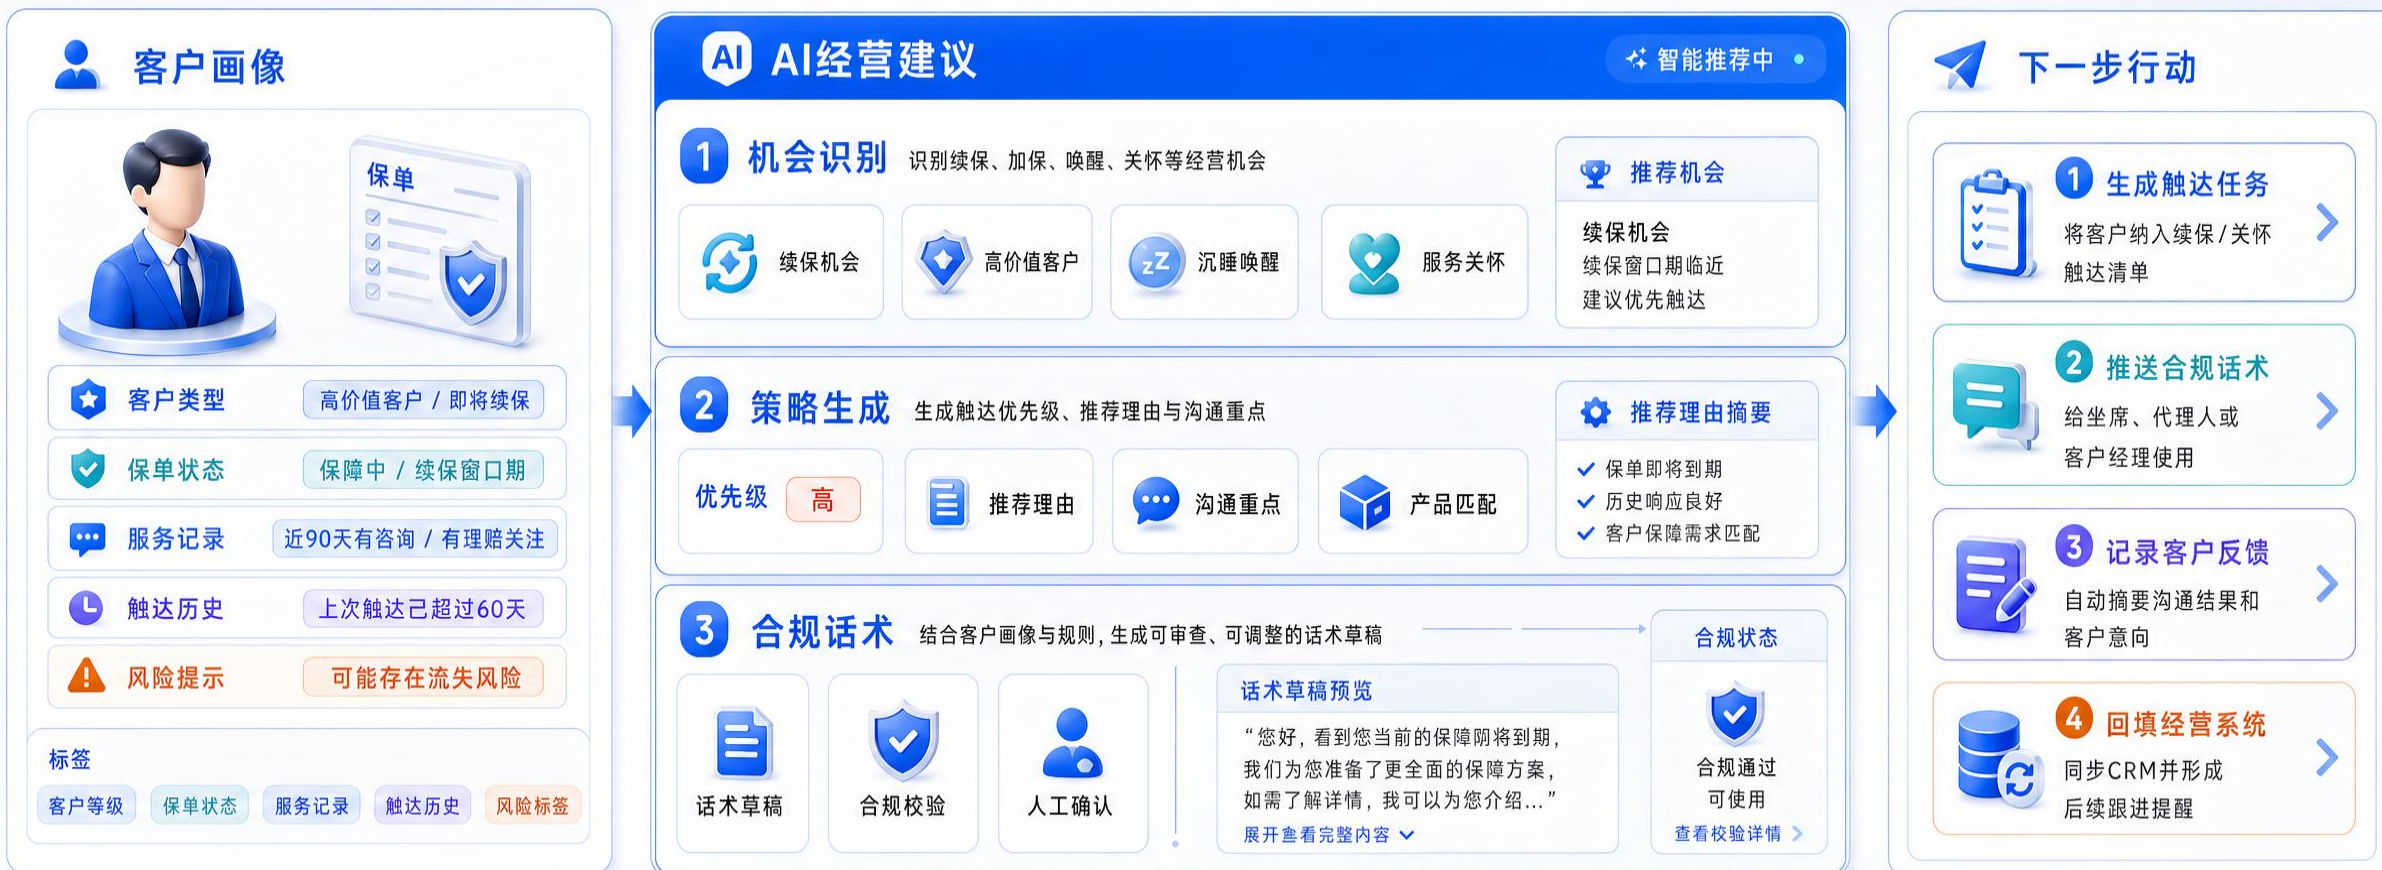 客户画像
保单
客户类型
高价值客户 / 即将续保
保单状态
保障中 / 续保窗口期
服务记录
近90天有咨询 / 有理赔关注
触达历史
上次触达已超过60天
风险提示
可能存在流失风险
标签
客户等级
保单状态
服务记录
触达历史
风险标签
AI
AI经营建议
智能推荐中
1
机会识别
识别续保、加保、唤醒、关怀等经营机会
续保机会
高价值客户
zZ
沉睡唤醒
服务关怀
推荐机会
续保机会
续保窗口期临近
建议优先触达
2
策略生成
生成触达优先级、推荐理由与沟通重点
优先级
高
推荐理由
沟通重点
产品匹配
推荐理由摘要
保单即将到期
历史响应良好
客户保障需求匹配
3
合规话术
结合客户画像与规则,生成可审查、可调整的话术草稿
话术草稿
合规校验
人工确认
话术草稿预览
“您好,看到您当前的保障阴将到期,
我们为您准备了更全面的保障方案,
如需了解详情,我可以为您介绍...”
展开查看完整内容
合规状态
合规通过
可使用
查看校验详情
下一步行动
1
生成触达任务
将客户纳入续保/关怀
触达清单
2
推送合规话术
给坐席、代理人或
客户经理使用
3
记录客户反馈
自动摘要沟通结果和
客户意向
4
回填经营系统
同步CRM并形成
后续跟进提醒